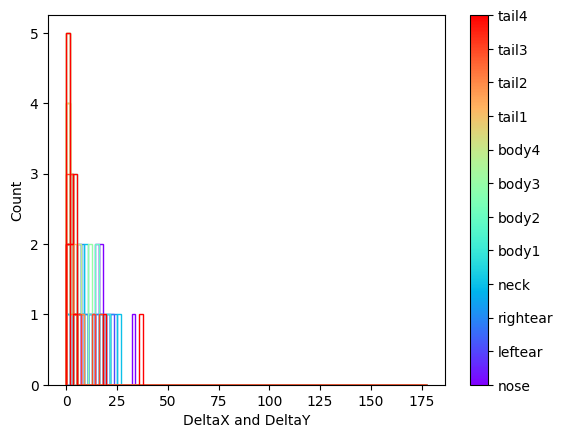 5
4
3
2
1
0
Count
0 25 50 75 100 125 150 175
DeltaX and DeltaY
tail4
tail3
tail2
tail1
body4
body3
body2
body1
neck
rightear
leftear
nose